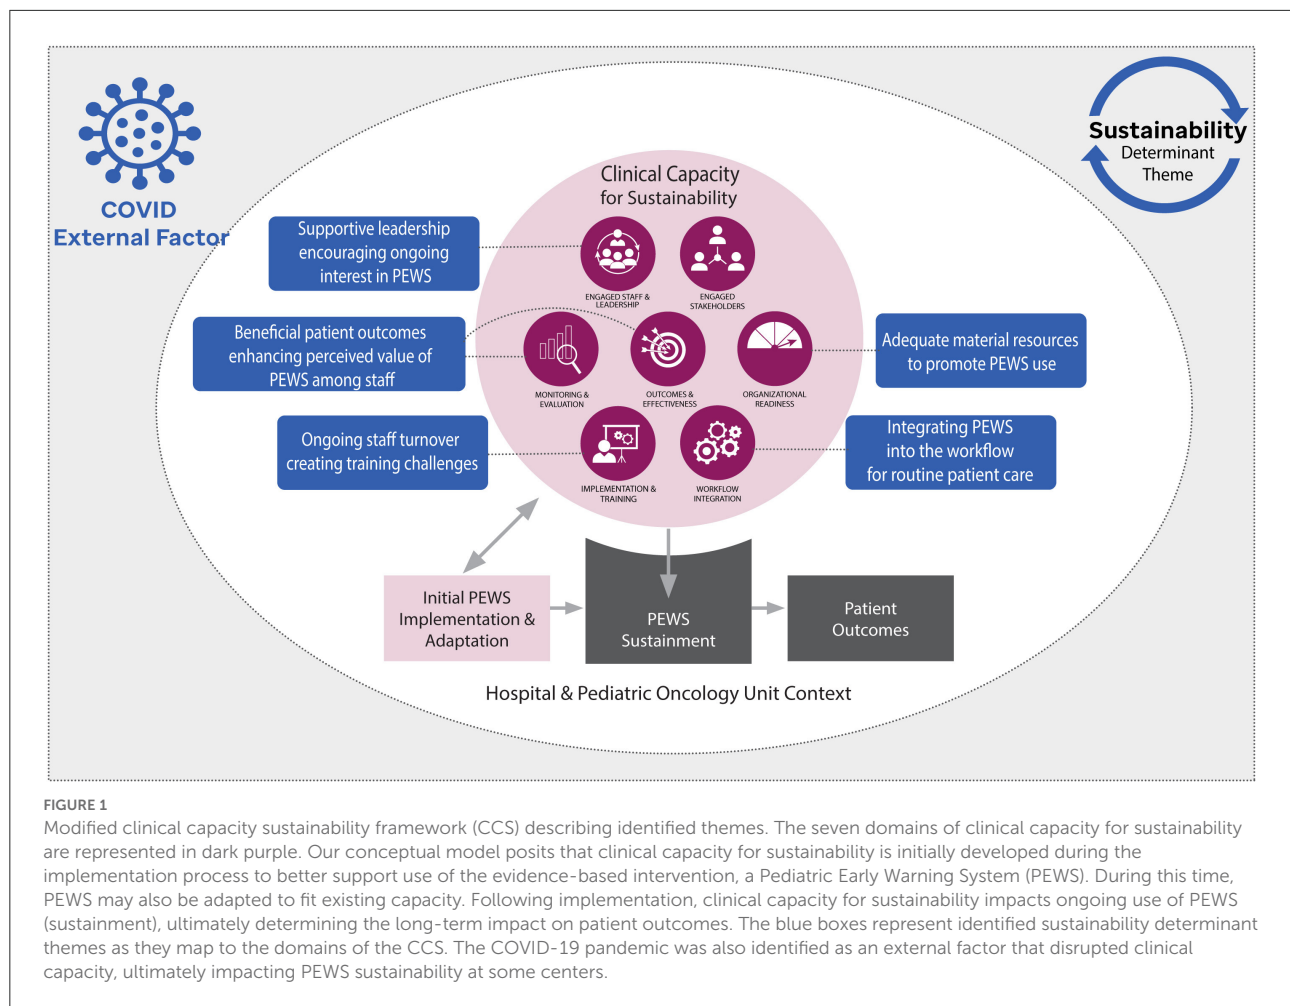 COVID
External Factor
Sustainability
Determinant
Theme
Clinical Capacity
for Sustainability
Supportive leadership
encouraging ongoing
interest in PEWS
ENGAGED STAFF &
LEADERSHIP
ENGAGED
STAKEHOLDERS
Beneficial patient outcomes
enhancing perceived value of
PEWS among staff
MONITORING &
EVALUATION
OUTCOMES &
EFFECTIVENESS
ORGANIZATIONAL
READINESS
Adequate material resources
to promote PEWS use
Ongoing staff turnover
creating training challenges
IMPLEMENTATION &
TRAINING
WORKFLOW
INTEGRATION
Integrating PEWS
into the workflow
for routine patient care
Initial PEWS
Implementation &
Adaptation
PEWS
Sustainment
Patient
Outcomes
Hospital & Pediatric Oncology Unit Context
FIGURE 1
Modified clinical capacity sustainability framework (CCS) describing identified themes. The seven domains of clinical capacity for sustainability
are represented in dark purple. Our conceptual model posits that clinical capacity for sustainability is initially developed during the
implementation process to better support use of the evidence-based intervention, a Pediatric Early Warning System (PEWS). During this time,
PEWS may also be adapted to fit existing capacity. Following implementation, clinical capacity for sustainability impacts ongoing use of PEWS
(sustainment), ultimately determining the long-term impact on patient outcomes. The blue boxes represent identified sustainability determinant
themes as they map to the domains of the CCS. The COVID-19 pandemic was also identified as an external factor that disrupted clinical
capacity, ultimately impacting PEWS sustainability at some centers.